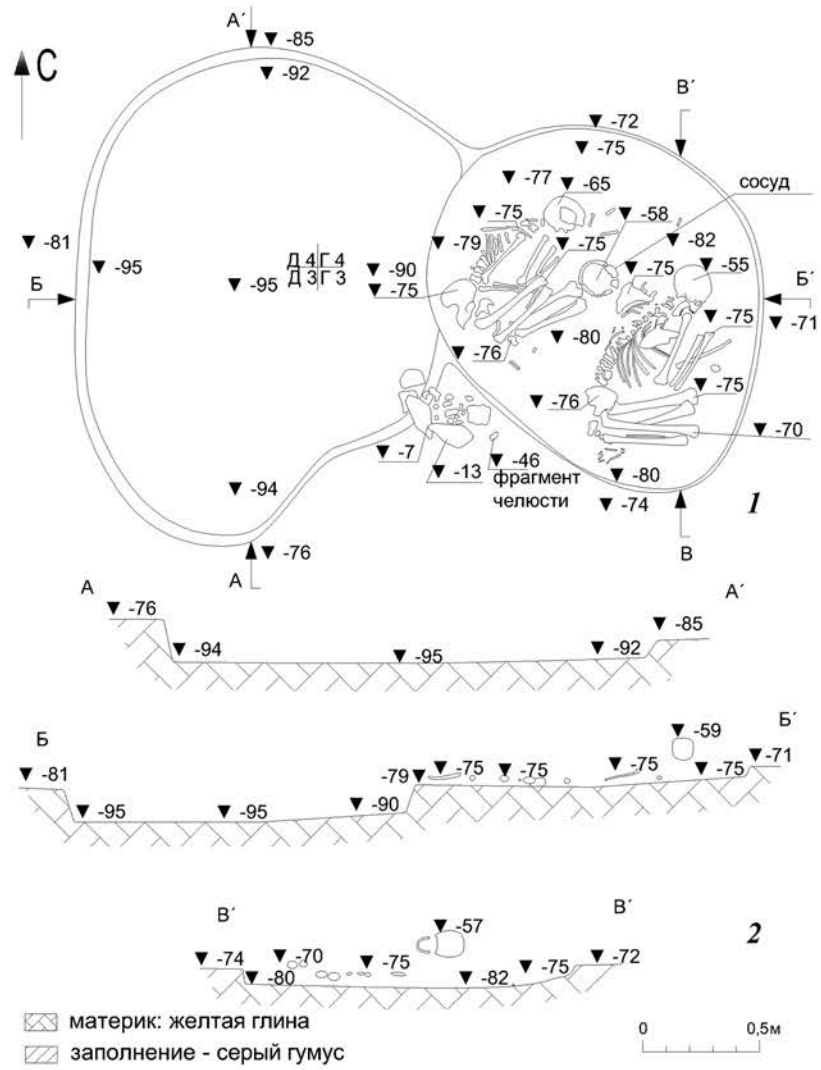 А´
▼ -85
▼ -92
С
В´
▼ -72
▼ -75
▼ -77
▼ -65
сосуд
▼ -75
▼ -58
▼ -81
▼ -79
▼ -75
▼ -82
▼ -95
Д 4 Г 4
Д 3 Г 3
▼ -90
▼ -75
▼ -55
Б
▼ -95
▼ -75
Б´
▼ -75
▼ -71
▼ -76
▼ -80
▼ -76
▼ -75
▼ -7
▼ -13
▼ -46
фрагмент
челюсти
▼ -70
▼ -94
▼ -80
▼ -74
1
▼ -76
А
В
А
А´
▼ -76
▼ -94
▼ -95
▼ -92
▼ -85
Б
Б´
▼ -81
▼ -95
▼ -95
▼ -90
▼ -79
▼ -75
▼ -75
▼ -75
▼ -59
▼ -75
▼ -71
В´
В´
2
▼ -74
▼ -80
▼ -70
▼ -75
▼ -57
▼ -82
▼ -75
▼ -72
материк: желтая глина
заполнение - серый гумус
0 0,5м